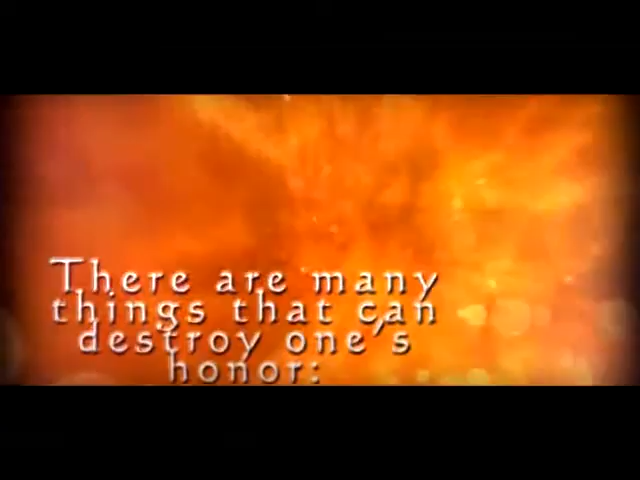 There are many
things that can
destroy one's
honor: